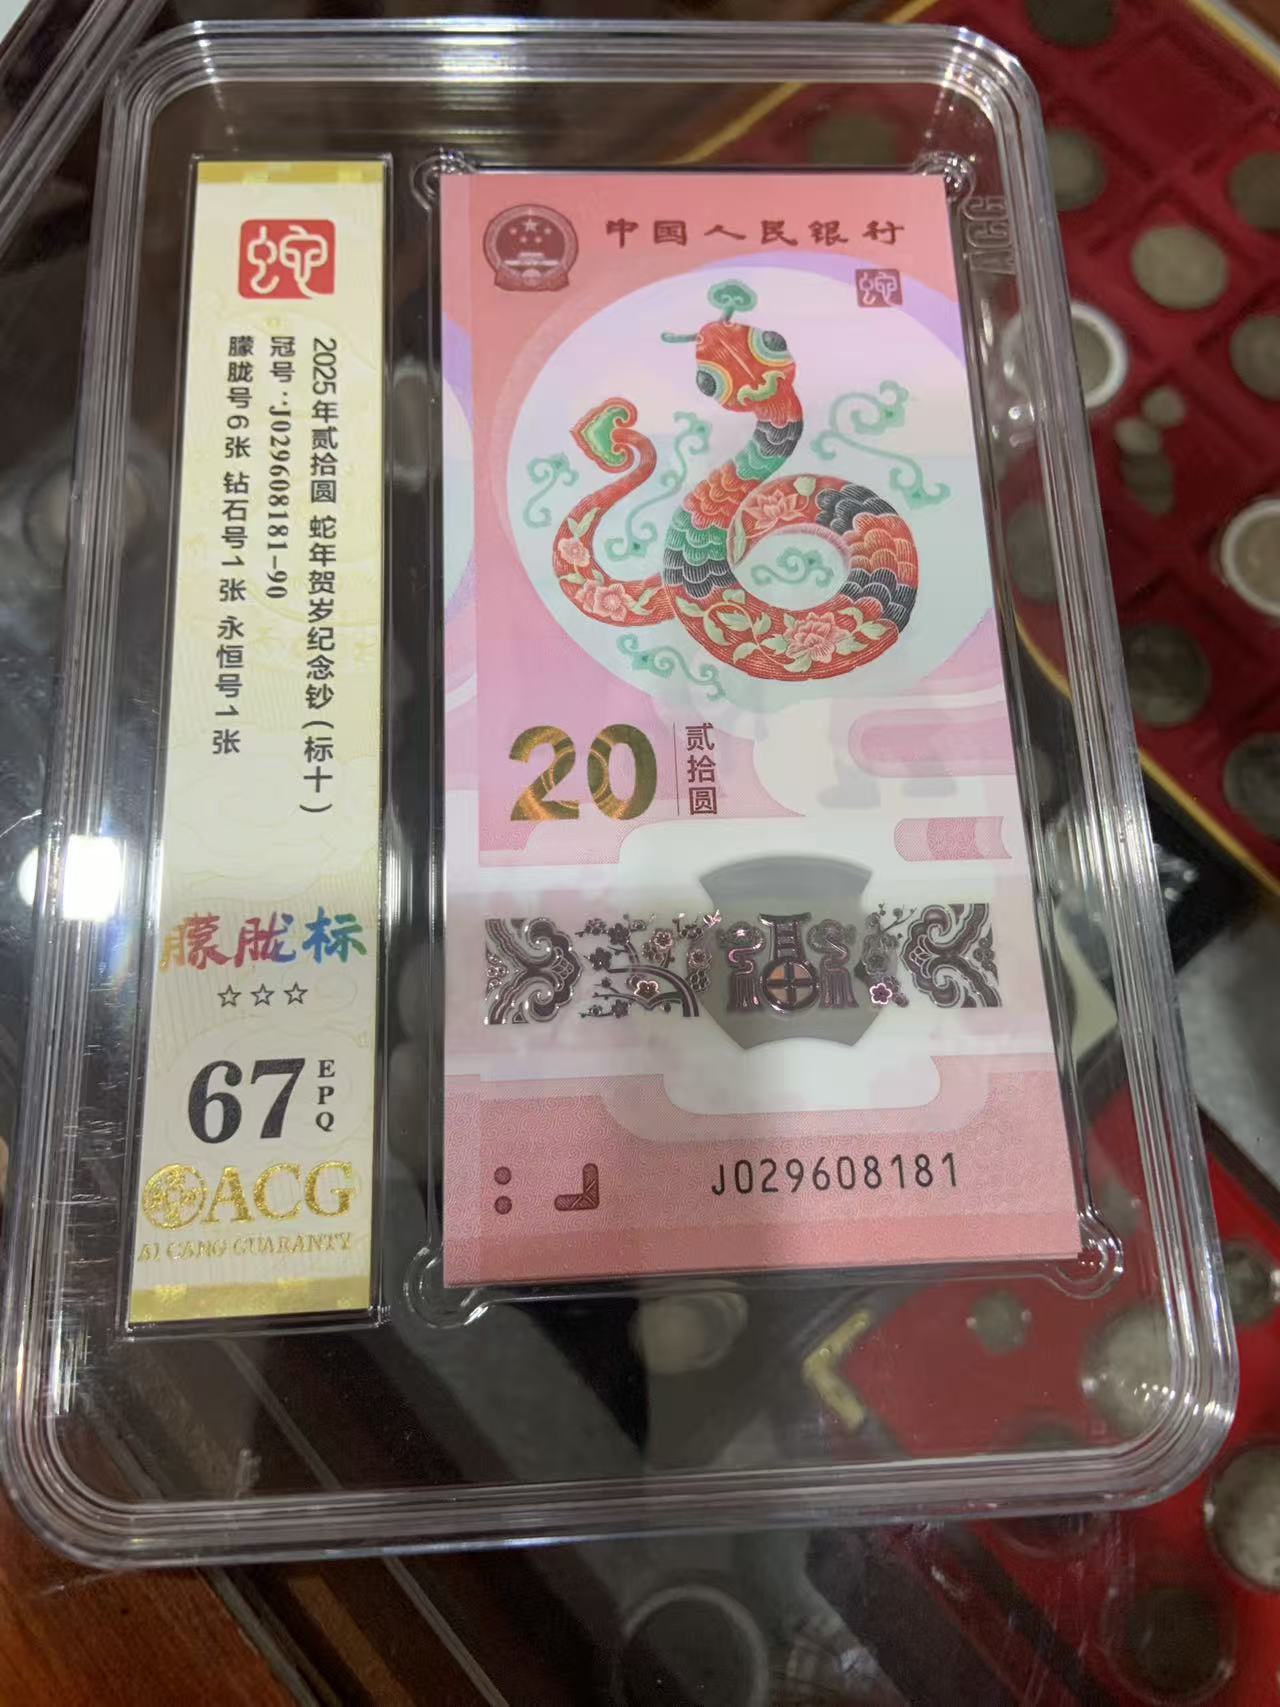 蛇
2025年贰拾圆 蛇年贺岁纪念钞(标十)
冠号:J029608181-90
朦胧号6张 钻石号1张 永恒号1张
朦胧标
☆☆☆
67
EPQ
ACG
AI CANG GUARANTY
中国人民银行
蛇
20
贰拾圆
J029608181
ACG